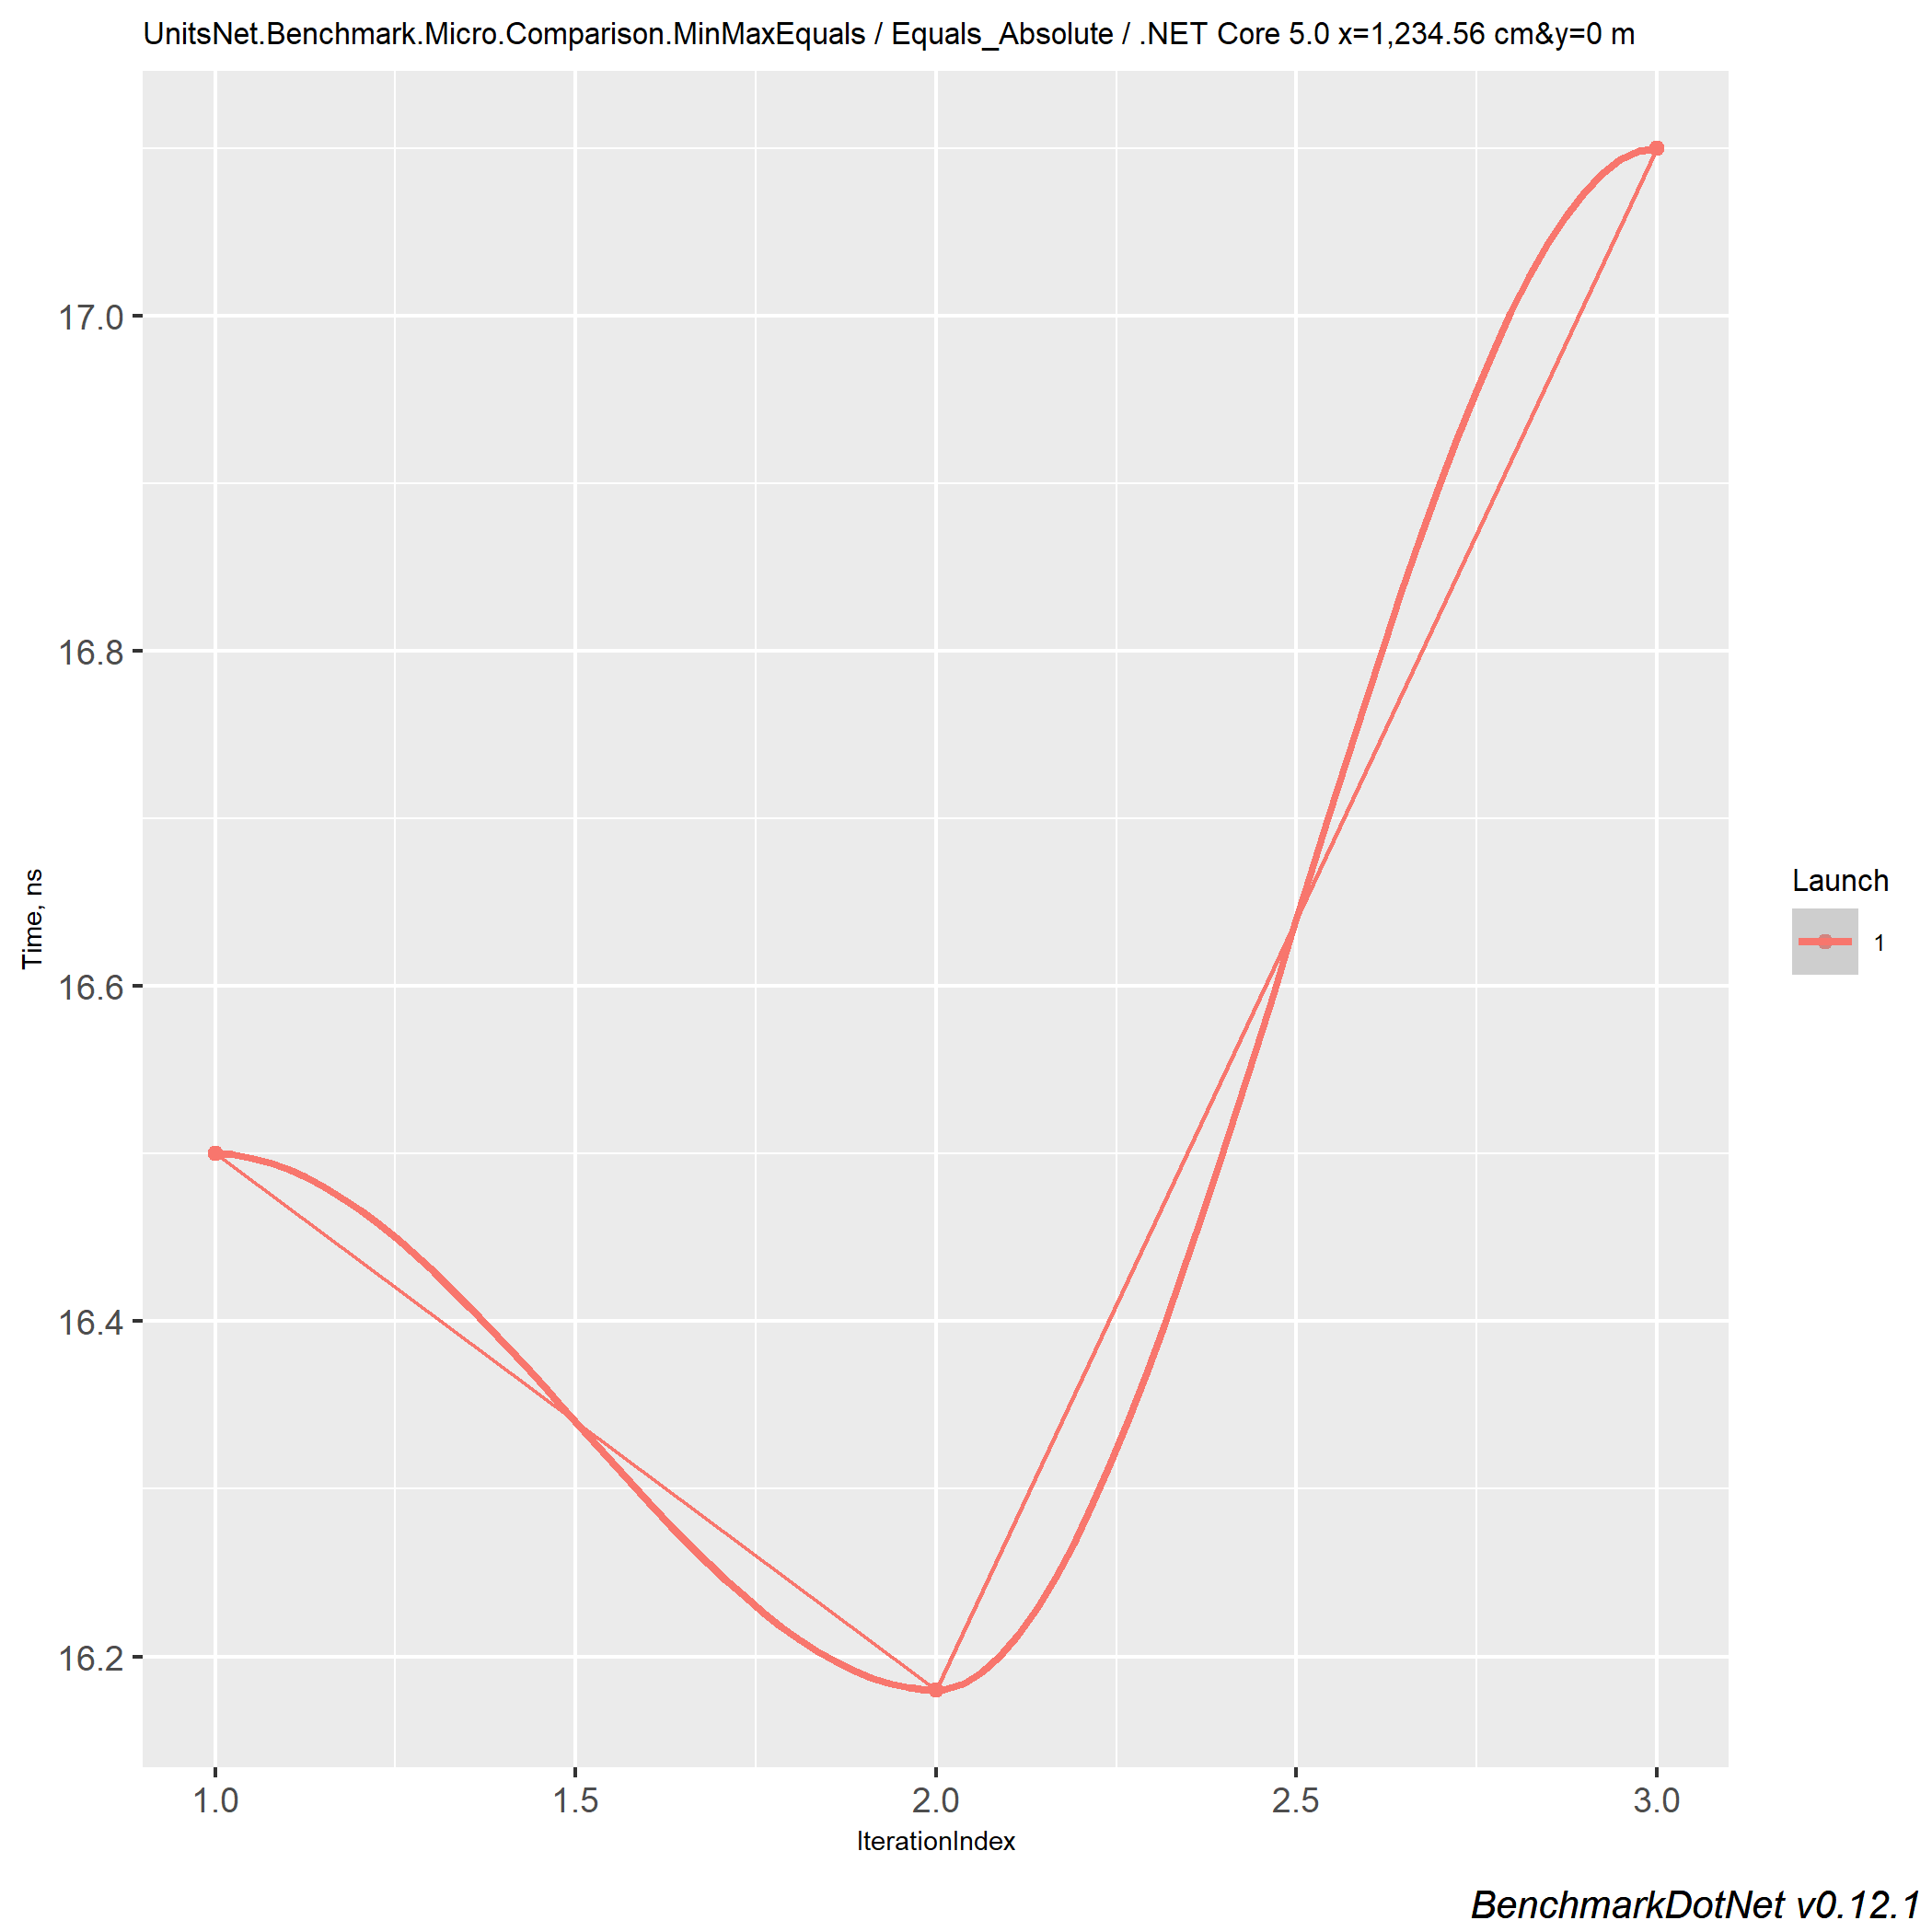 UnitsNet.Benchmark.Micro.Comparison.MinMaxEquals / Equals_Absolute / .NET Core 5.0 x=1,234.56 cm&y=0 m
17.0
16.8
16.6
16.4
16.2
Time, ns
1.0 1.5 2.0 2.5 3.0
IterationIndex
Launch
1
BenchmarkDotNet v0.12.1